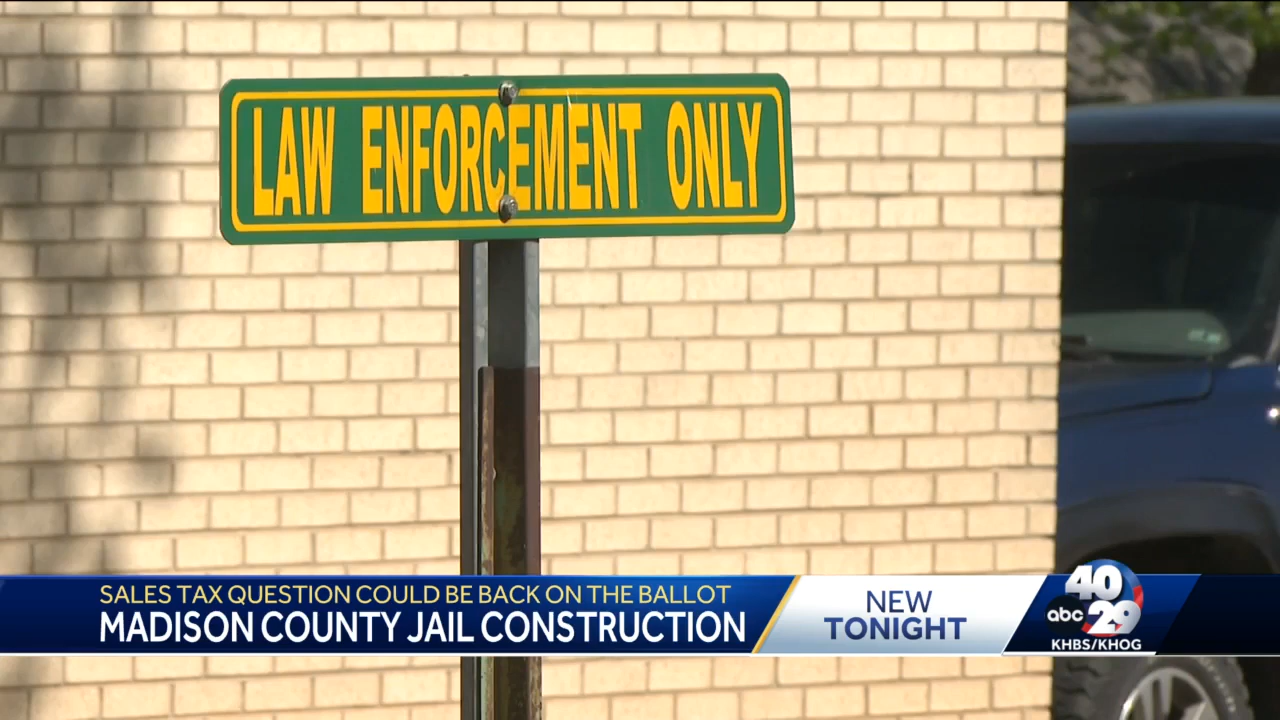 LAW ENFORCEMENT ONLY
SALES TAX QUESTION COULD BE BACK ON THE BALLOT
MADISON COUNTY JAIL CONSTRUCTION
NEW
TONIGHT
abc
40
29
KHBS/KHOG